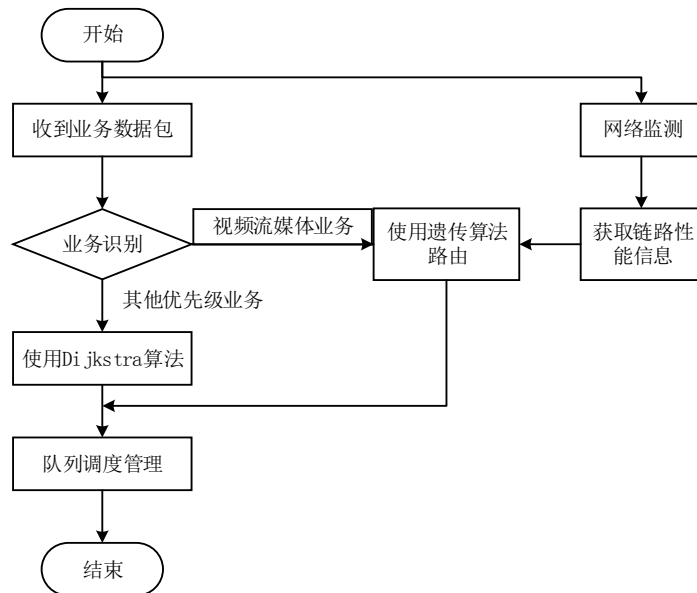 开始
收到业务数据包
网络监测
业务识别
视频流媒体业务
使用遗传算法
路由
获取链路性
能信息
其他优先级业务
使用Dijkstra算法
队列调度管理
结束